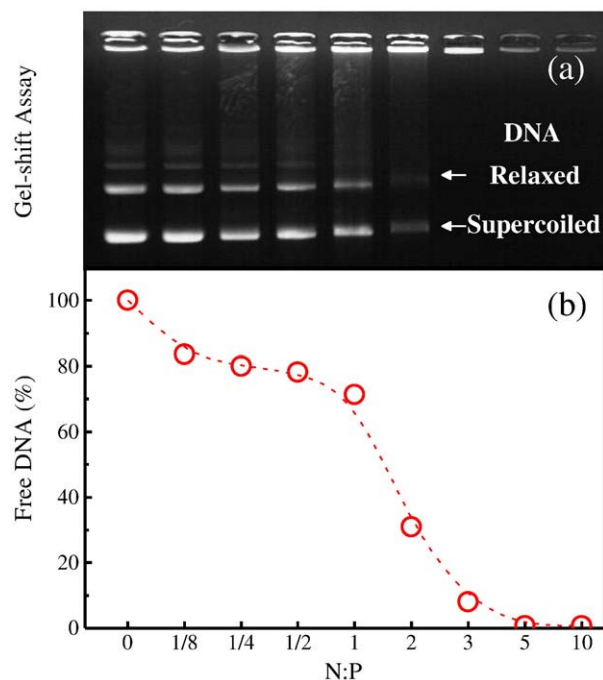 Gel-shift Assay
(a)
DNA
Relaxed
Supercoiled
(b)
Free DNA (%)
100
80
60
40
20
0
0 1/8 1/4 1/2 1 2 3 5 10
N:P